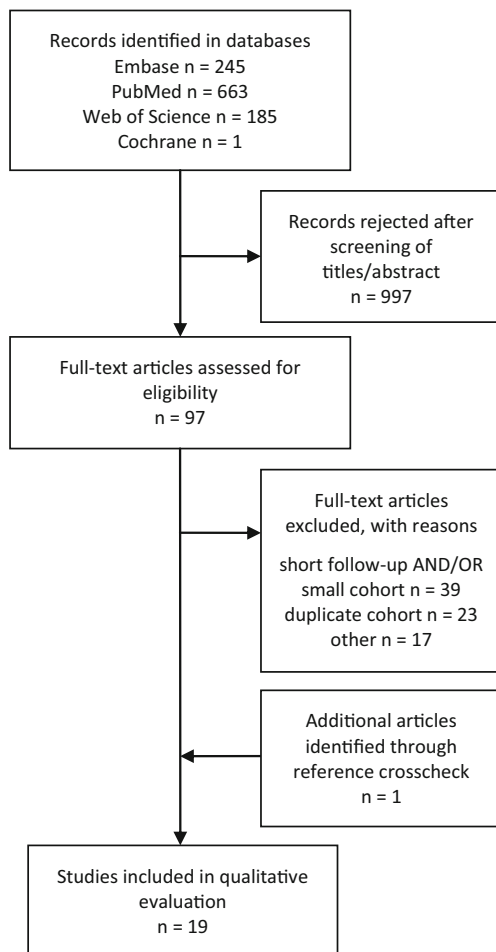 Records identified in databases
Embase n = 245
PubMed n = 663
Web of Science n = 185
Cochrane n = 1
Records rejected after
screening of
titles/abstract
n = 997
Full-text articles assessed for
eligibility
n = 97
Full-text articles
excluded, with reasons
short follow-up AND/OR
small cohort n = 39
duplicate cohort n = 23
other n = 17
Additional articles
identified through
reference crosscheck
n = 1
Studies included in qualitative
evaluation
n = 19